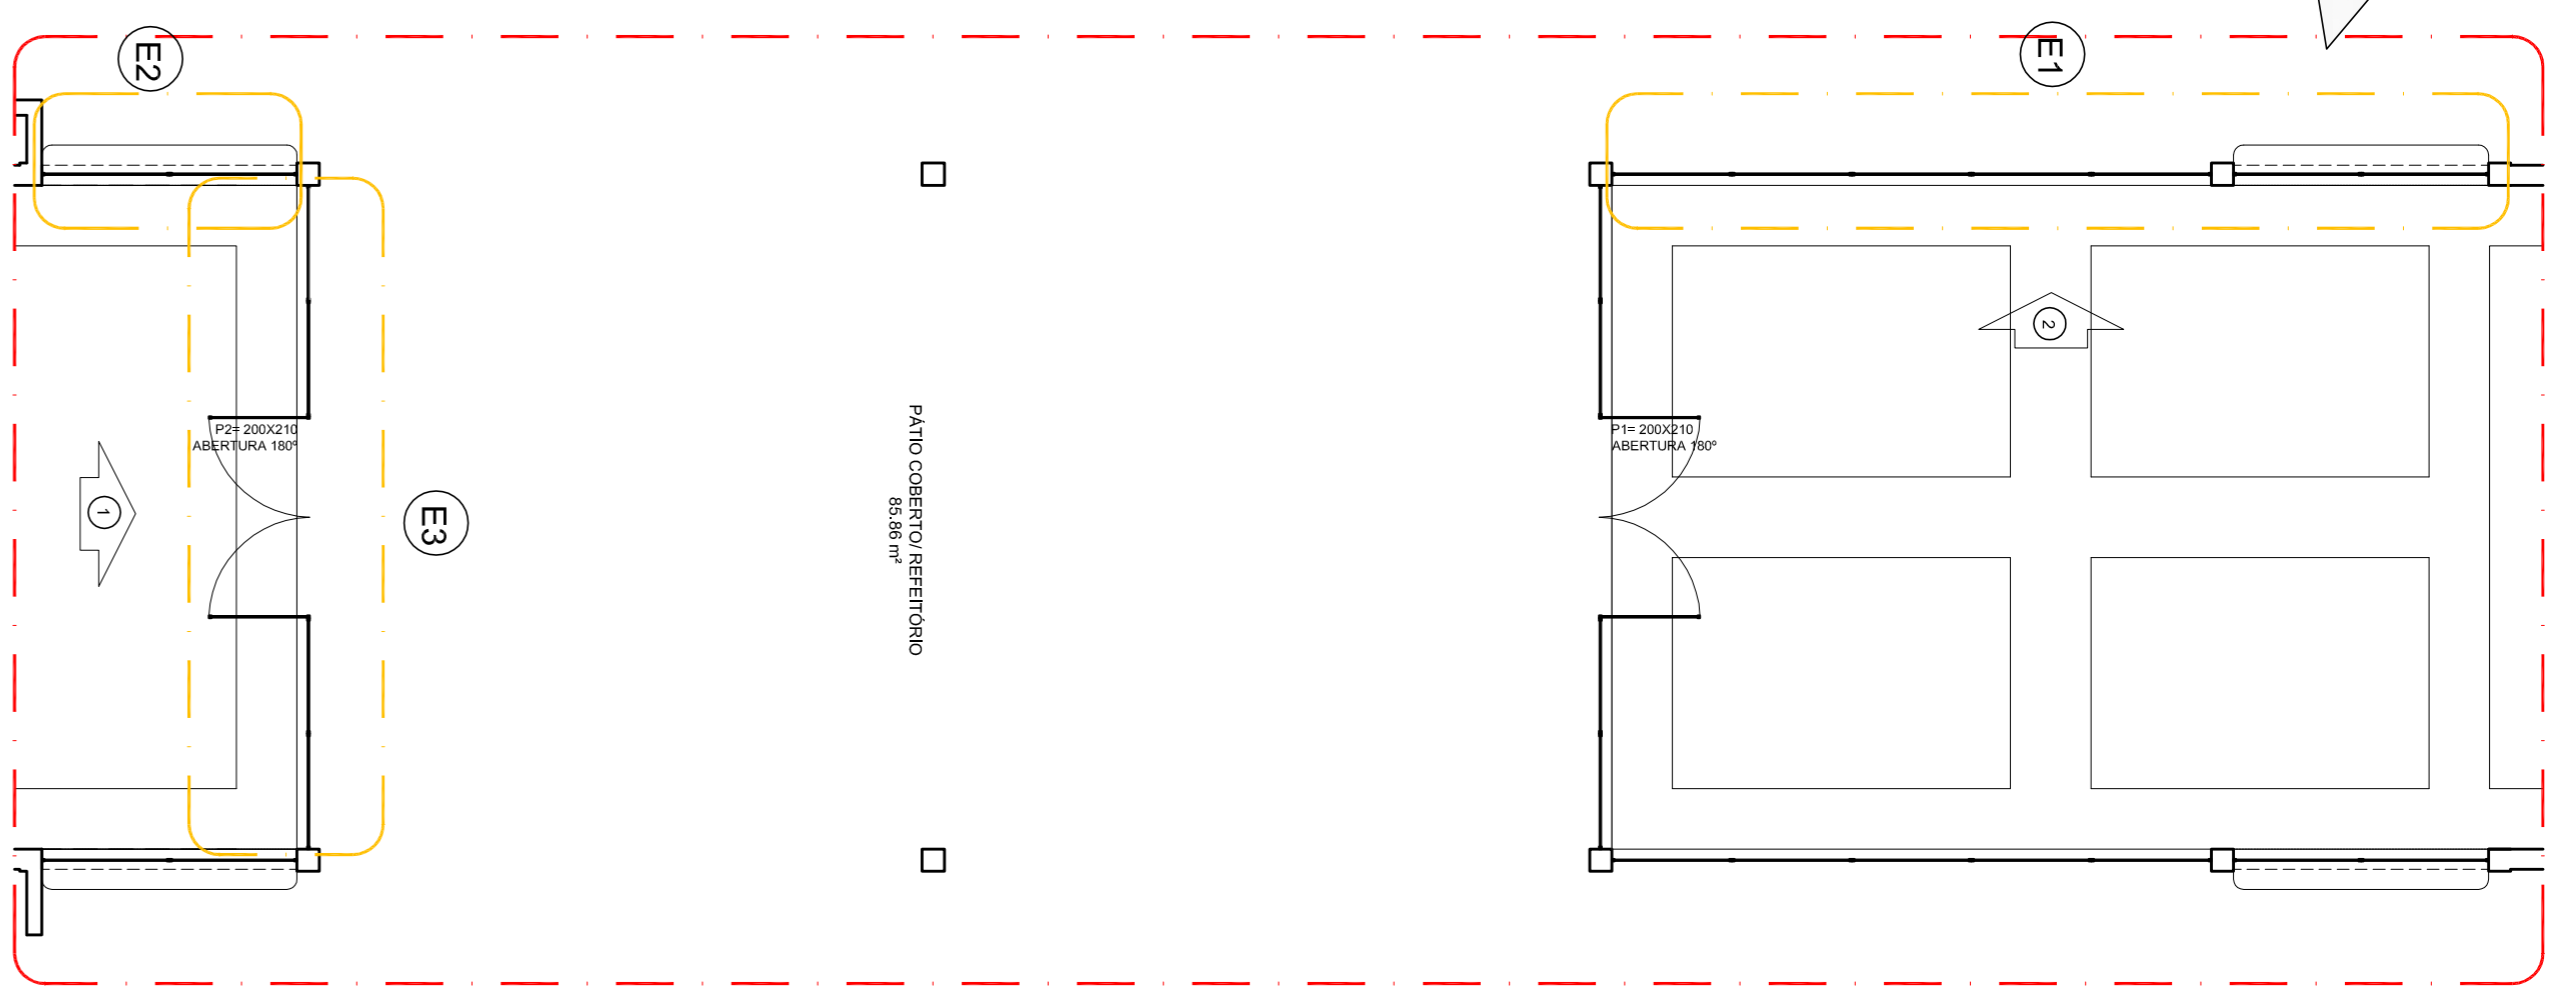 E2
E1
2
P2= 200X210
ABERTURA 180º
P1= 200X210
ABERTURA 180º
1
E3
PÁTIO COBERTO/ REFEITÓRIO
85.86 m²